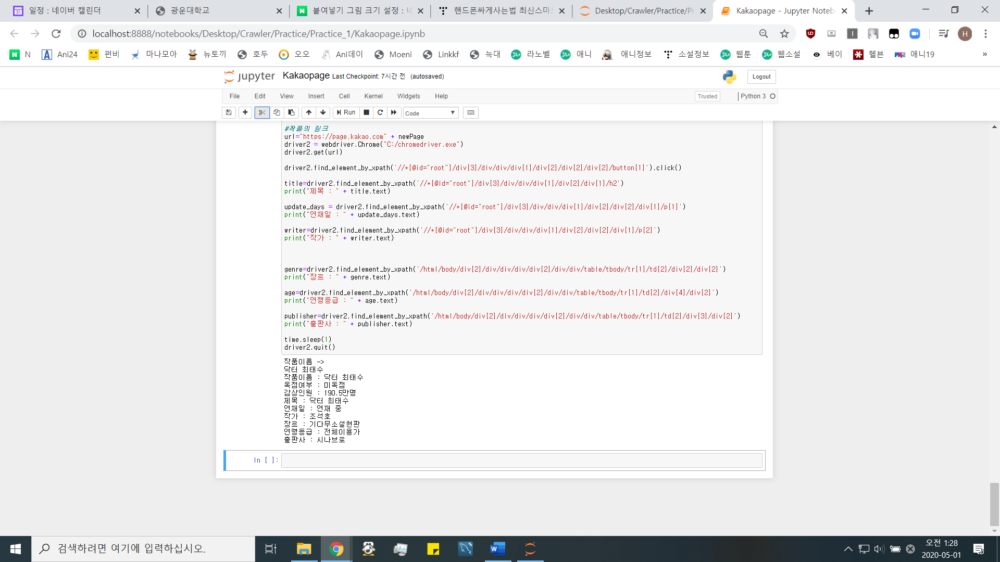 일정 : 네이버 캘린더
광운대학교
붙여넣기 그림 크기 설정 : 네
핸드폰싸게사는법 최신스마트
Desktop/Crawler/Practice/Pr
Kakaopage - Jupyter Noteb
localhost:8888/notebooks/Desktop/Crawler/Practice/Practice_1/Kakaopage.ipynb
H
N Ani24 펀비 마나모아 뉴토끼 호두 오오 Ani데이 Moeni Linkkf 늑대 라노벨 애니 애니정보 소설정보 웹툰 웹소설 베이 헬븐 애니19 »
jupyter Kakaopage Last Checkpoint: 7시간 전 (autosaved) Logout
File Edit View Insert Cell Kernel Widgets Help Trusted Python 3
Run Code
#작품의 링크
url="https://page.kakao.com" + newPage
driver2 = webdriver.Chrome("C:/chromedriver.exe")
driver2.get(url)
driver2.find_element_by_xpath('//*[@id="root"]/div[3]/div/div/div[1]/div[2]/div[2]/div[2]/button[1]').click()
title=driver2.find_element_by_xpath('//*[@id="root"]/div[3]/div/div/div[1]/div[2]/div[1]/h2')
print("제목 : " + title.text)
update_days = driver2.find_element_by_xpath('//*[@id="root"]/div[3]/div/div/div[1]/div[2]/div[2]/div[1]/p[1]')
print("연재일 : " + update_days.text)
writer=driver2.find_element_by_xpath('//*[@id="root"]/div[3]/div/div/div[1]/div[2]/div[2]/div[1]/p[2]')
print("작가 : " + writer.text)
genre=driver2.find_element_by_xpath('/html/body/div[2]/div/div/div/div[2]/div/div/table/tbody/tr[1]/td[2]/div[2]/div[2]')
print("장르 : " + genre.text)
age=driver2.find_element_by_xpath('/html/body/div[2]/div/div/div/div[2]/div/div/table/tbody/tr[1]/td[2]/div[4]/div[2]')
print("연령등급 : " + age.text)
publisher=driver2.find_element_by_xpath('/html/body/div[2]/div/div/div/div[2]/div/div/table/tbody/tr[1]/td[2]/div[3]/div[2]')
print("출판사 : " + publisher.text)
time.sleep(1)
driver2.quit()
작품이름 ->
닥터 최태수
작품이름 : 닥터 최태수
독점여부 : 미독점
감상인원 : 190.5만명
제목 : 닥터 최태수
연재일 : 연재 중
작가 : 조석호
장르 : 기다무소설현판
연령등급 : 전체이용가
출판사 : 시나브로
In [ ]:
검색하려면 여기에 입력하십시오.
오전 1:28
2020-05-01